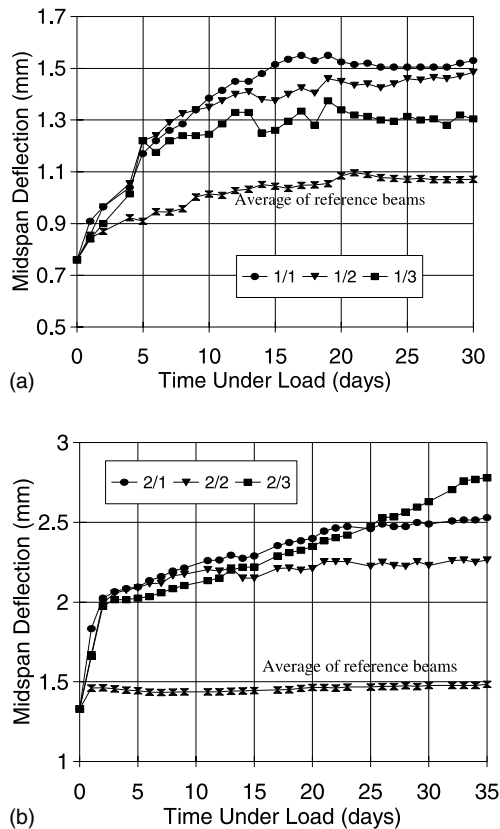 1.7
1.5
1.3
1.1
0.9
0.7
0.5
Midspan Deflection (mm)
Average of reference beams
1/1 1/2 1/3
0 5 10 15 20 25 30
(a) Time Under Load (days)
3
2.5
2
1.5
1
Midspan Deflection (mm)
2/1 2/2 2/3
Average of reference beams
0 5 10 15 20 25 30 35
(b) Time Under Load (days)